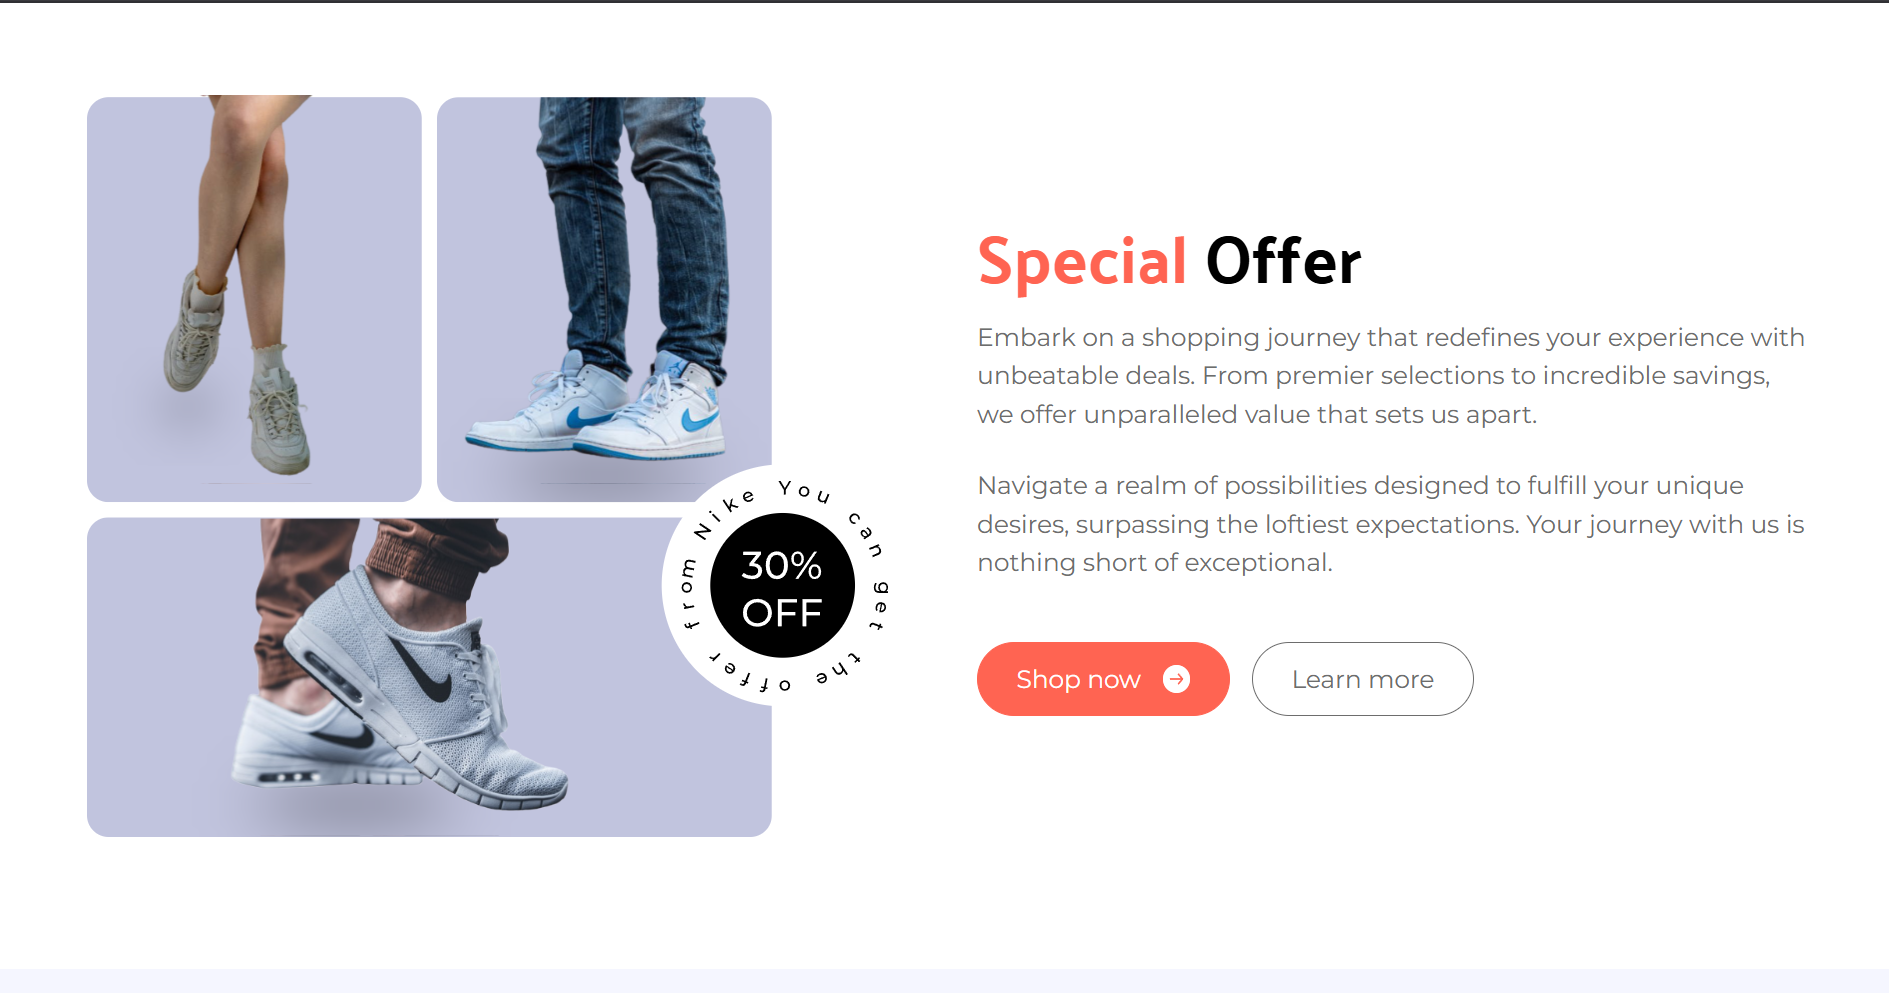 Special Offer
Embark on a shopping journey that redefines your experience with
unbeatable deals. From premier selections to incredible savings,
we offer unparalleled value that sets us apart.
Navigate a realm of possibilities designed to fulfill your unique
desires, surpassing the loftiest expectations. Your journey with us is
nothing short of exceptional.
Shop now
Learn more
You can get the offer from Nike
30%
OFF